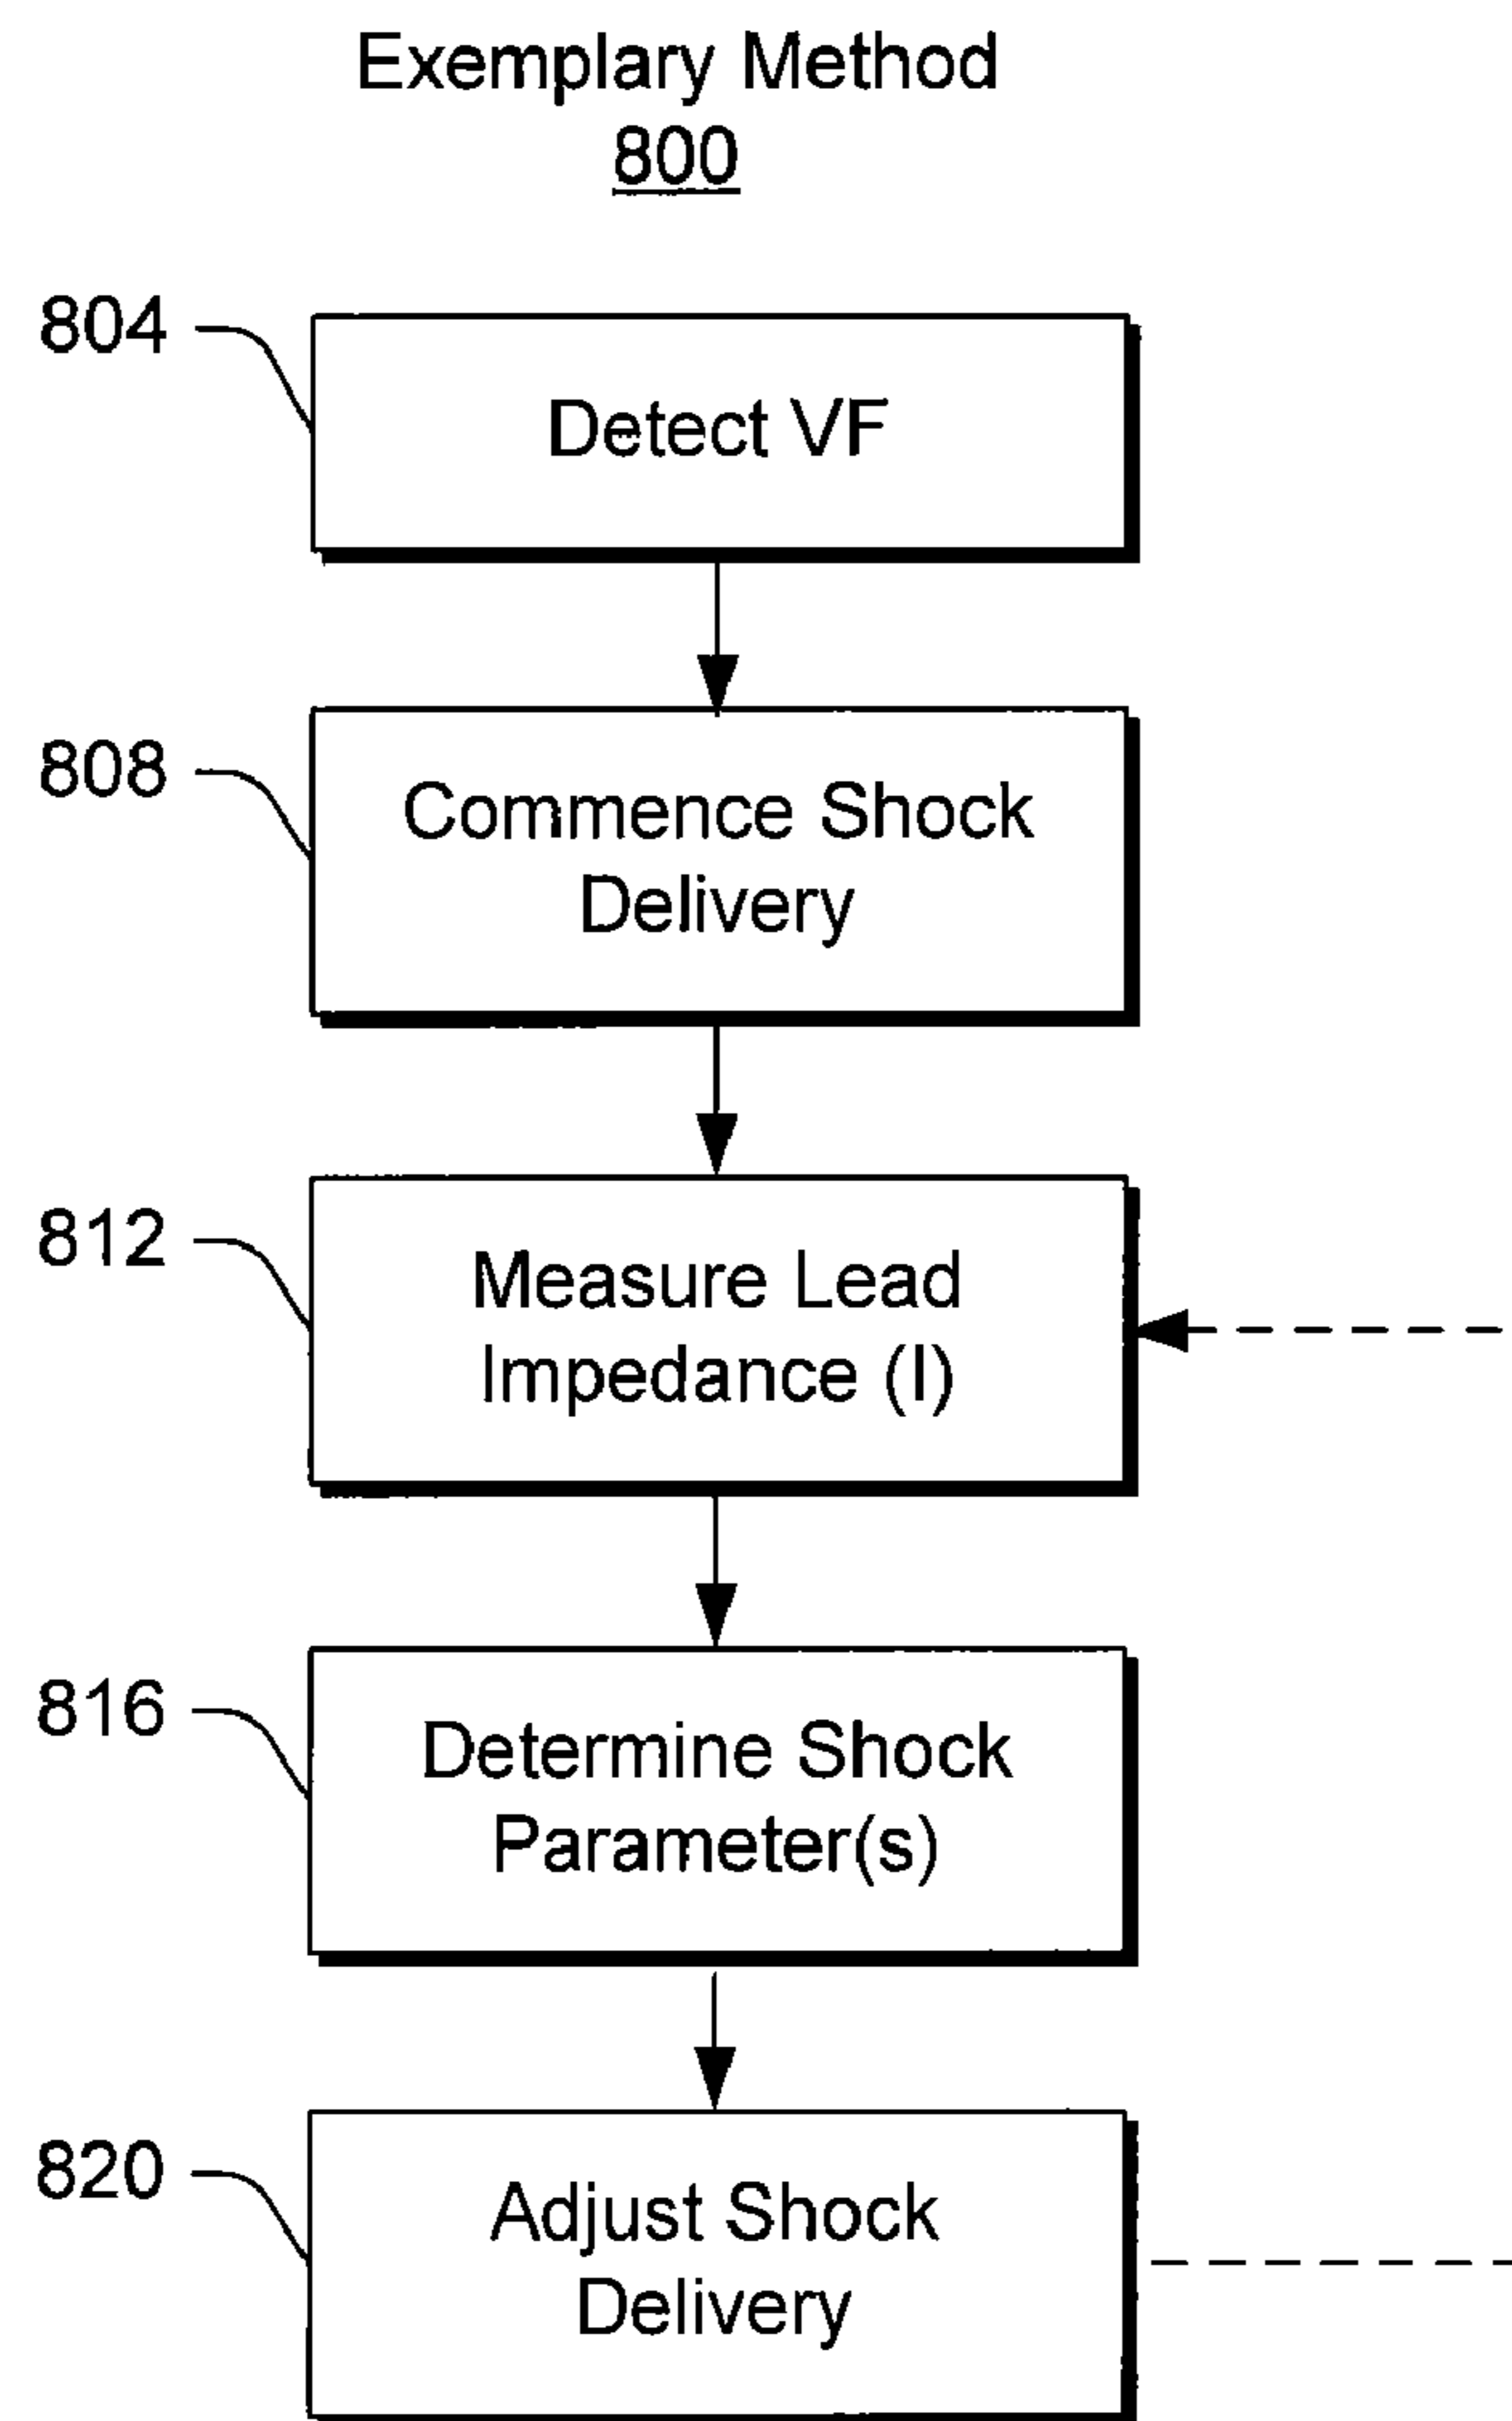 Exemplary Method
800
804
Detect VF
808
Commence Shock
Delivery
812
Measure Lead
Impedance (I)
816
Determine Shock
Parameter(s)
820
Adjust Shock
Delivery